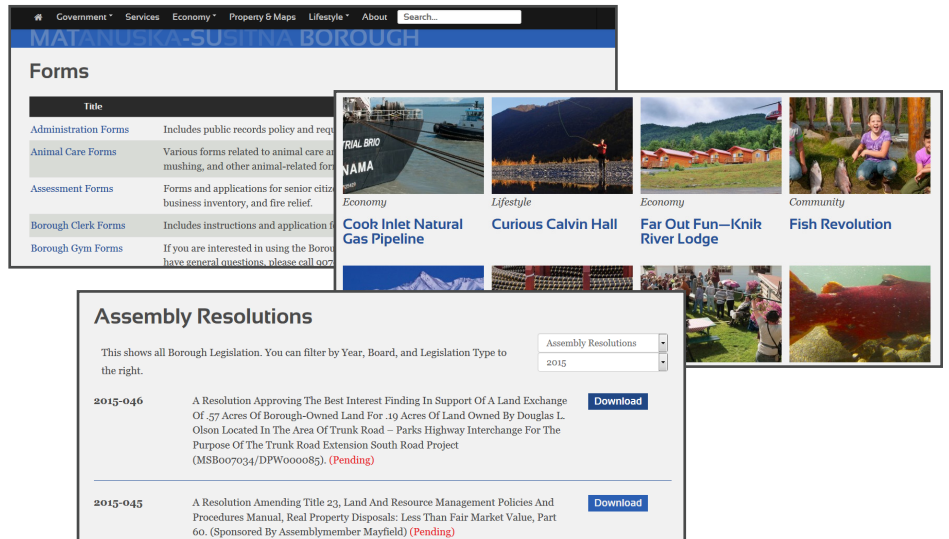 Government Services Economy Property & Maps Lifestyle About Search...
MATANUSKA-SUSITNA BOROUGH
Forms
Title
Administration Forms Includes public records policy and requ
Animal Care Forms Various forms related to animal care an
mushing, and other animal-related for
Assessment Forms Forms and applications for senior citiz
business inventory, and fire relief.
Borough Clerk Forms Includes instructions and application f
Borough Gym Forms If you are interested in using the Borou
have general questions, please call 907
TRIAL BRIO
NAMA
Economy
Cook Inlet Natural
Gas Pipeline
Lifestyle
Curious Calvin Hall
Economy
Far Out Fun—Knik
River Lodge
Community
Fish Revolution
Assembly Resolutions
This shows all Borough Legislation. You can filter by Year, Board, and Legislation Type to
the right.
Assembly Resolutions
2015
2015-046 A Resolution Approving The Best Interest Finding In Support Of A Land Exchange Download
Of .57 Acres Of Borough-Owned Land For .19 Acres Of Land Owned By Douglas L.
Olson Located In The Area Of Trunk Road – Parks Highway Interchange For The
Purpose Of The Trunk Road Extension South Road Project
(MSB007034/DPW000085). (Pending)
2015-045 A Resolution Amending Title 23, Land And Resource Management Policies And Download
Procedures Manual, Real Property Disposals: Less Than Fair Market Value, Part
60. (Sponsored By Assemblymember Mayfield) (Pending)